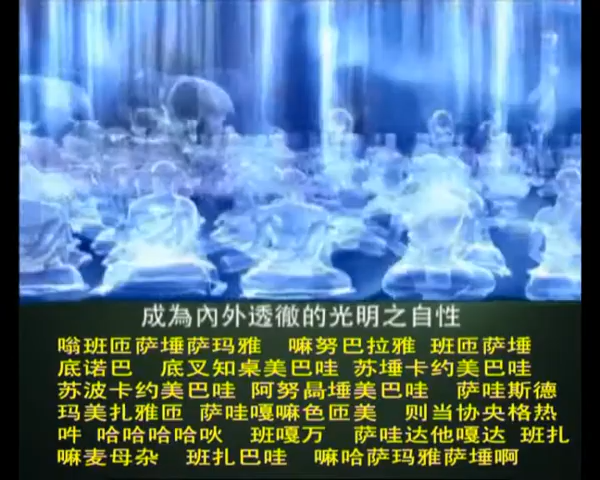 成為內外透徹的光明之自性
嗡班匝萨埵萨玛雅　嘛努巴拉雅 班匝萨埵
底诺巴　底叉知桌美巴哇 苏埵卡约美巴哇
苏波卡约美巴哇 阿努曷埵美巴哇　萨哇斯德
玛美扎雅匝　萨哇嘎嘛色匝美　则当协央格热
吽 哈哈哈哈吙　班嘎万　萨哇达他嘎达 班扎
嘛麦母杂　班扎巴哇　嘛哈萨玛雅萨埵啊